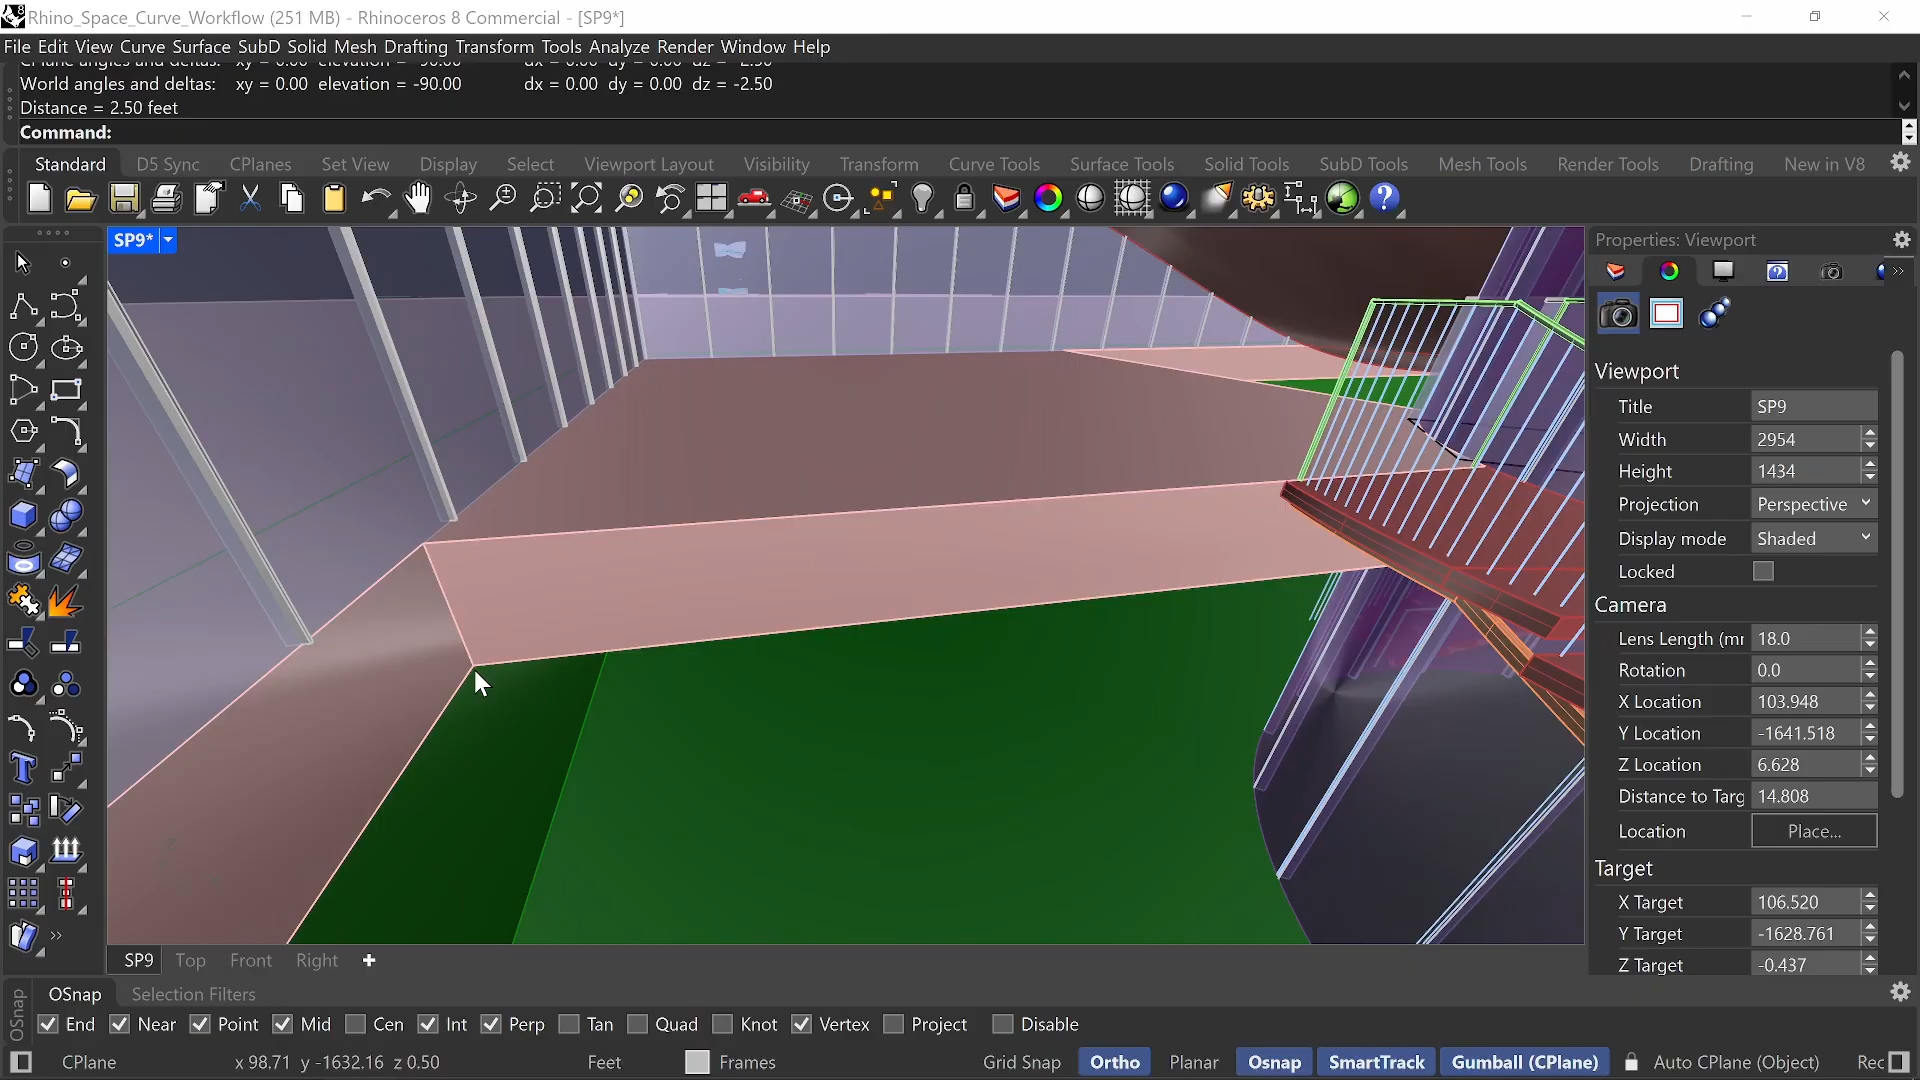 Rhino_Space_Curve_Workflow (251 MB) - Rhinoceros 8 Commercial - [SP9*]
File Edit View Curve Surface SubD Solid Mesh Drafting Transform Tools Analyze Render Window Help
World angles and deltas: xy = 0.00 elevation = -90.00 dx = 0.00 dy = 0.00 dz = -2.50
Distance = 2.50 feet
Command:
Standard D5 Sync CPlanes Set View Display Select Viewport Layout Visibility Transform Curve Tools Surface Tools Solid Tools SubD Tools Mesh Tools Render Tools Drafting New in V8
SP9*
Properties: Viewport
Viewport
Title SP9
Width 2954
Height 1434
Projection Perspective
Display mode Shaded
Locked
Camera
Lens Length (mr 18.0
Rotation 0.0
X Location 103.948
Y Location -1641.518
Z Location 6.628
Distance to Targ 14.808
Location Place...
Target
X Target 106.520
Y Target -1628.761
Z Target -0.437
SP9 Top Front Right
OSnap Selection Filters
OSnap
End Near Point Mid Cen Int Perp Tan Quad Knot Vertex Project Disable
CPlane x 98.71 y -1632.16 z 0.50 Feet Frames Grid Snap Ortho Planar Osnap SmartTrack Gumball (CPlane) Auto CPlane (Object) Rec